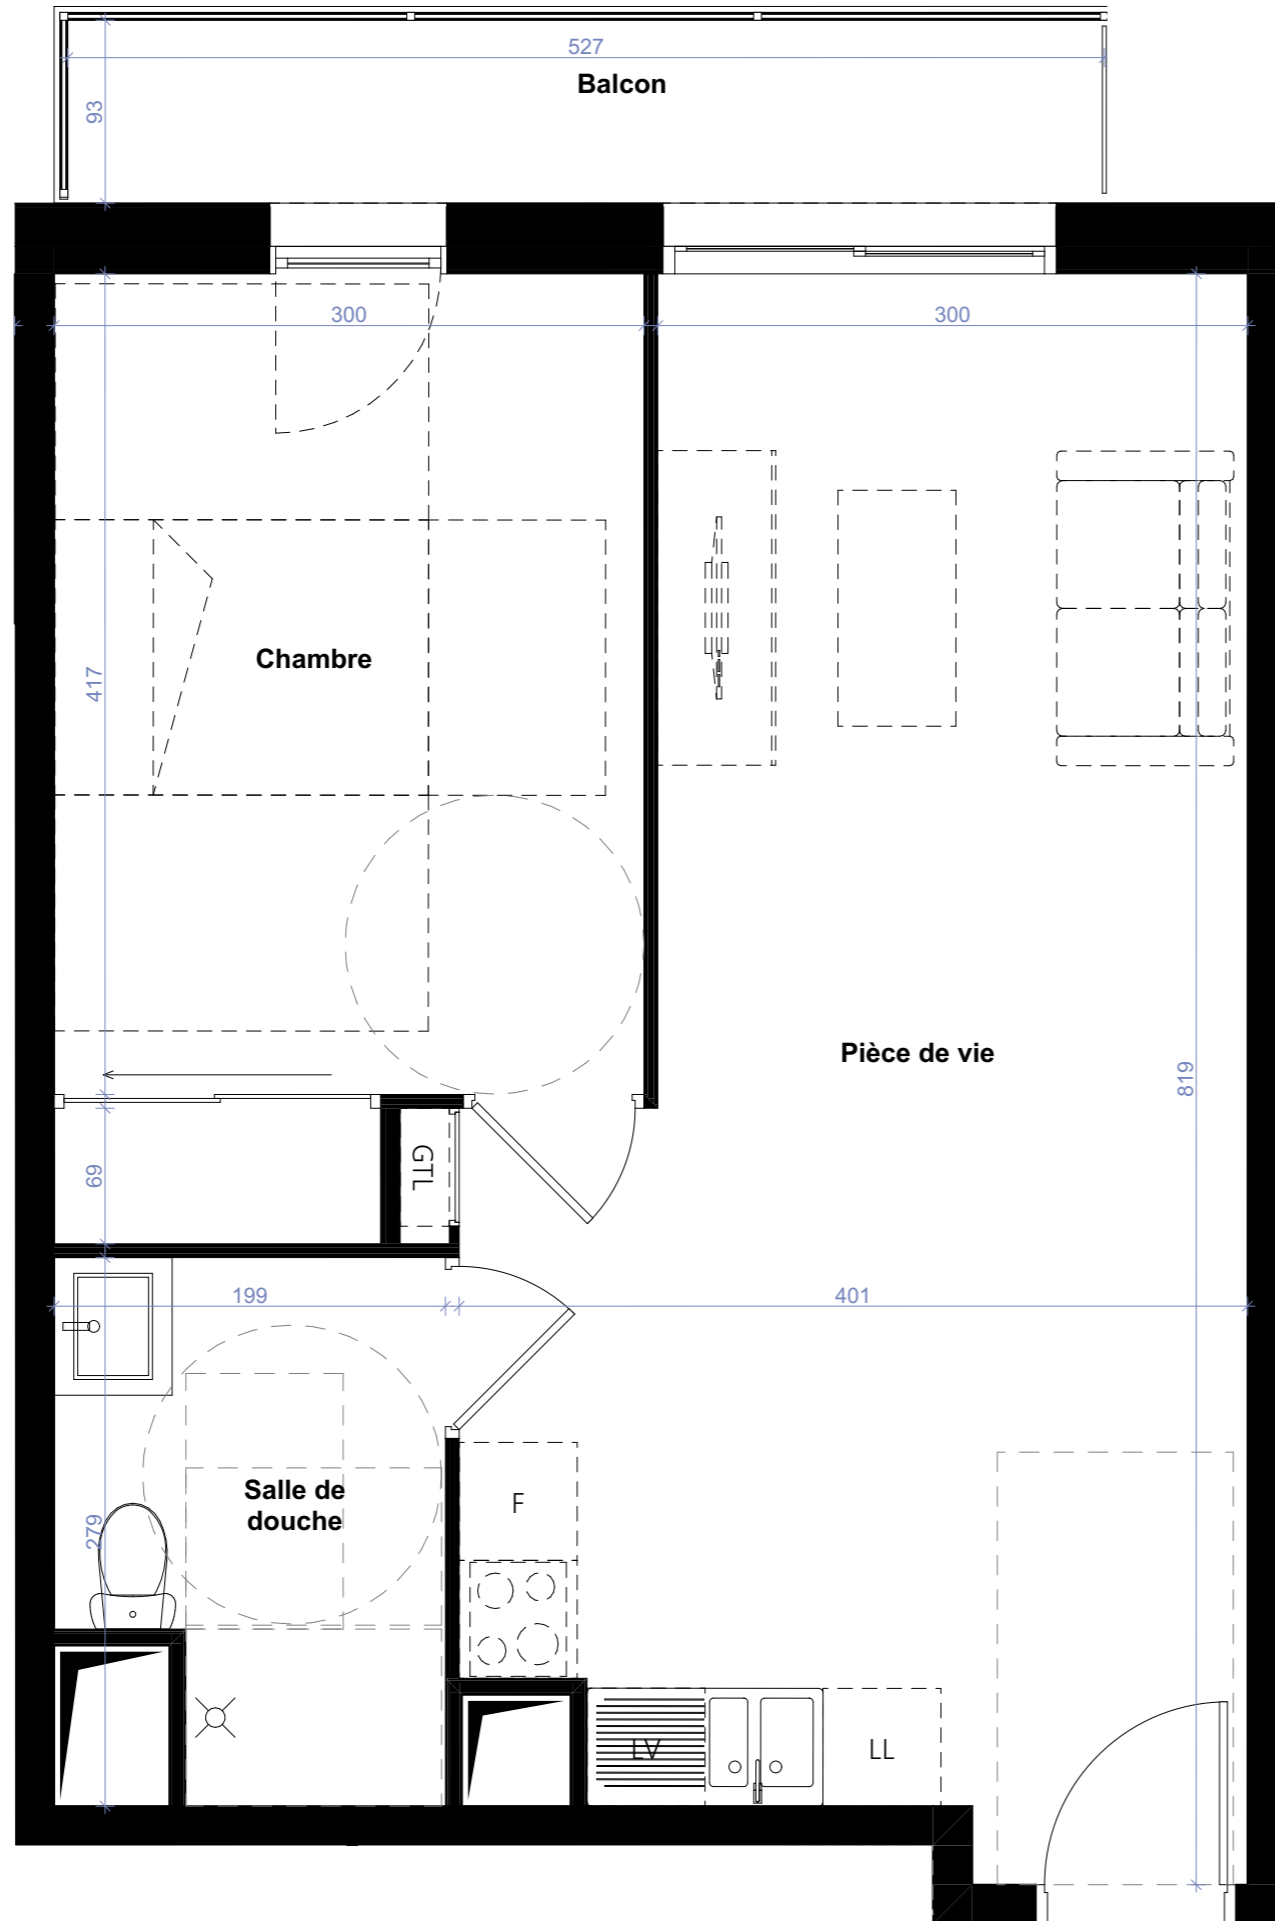 527
Balcon
93
300
300
Chambre
417
Pièce de vie
819
GTL
69
199
401
Salle de
douche
279
F
LV
LL